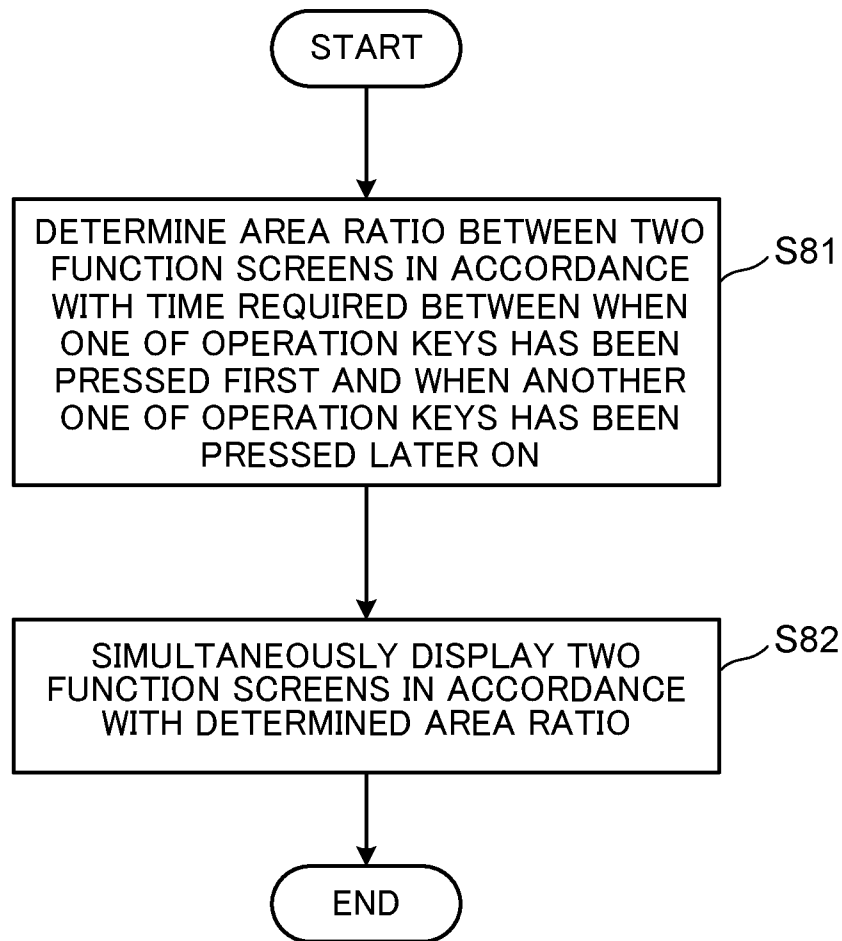 START
DETERMINE AREA RATIO BETWEEN TWO
FUNCTION SCREENS IN ACCORDANCE
WITH TIME REQUIRED BETWEEN WHEN
ONE OF OPERATION KEYS HAS BEEN
PRESSED FIRST AND WHEN ANOTHER
ONE OF OPERATION KEYS HAS BEEN
PRESSED LATER ON
S81
SIMULTANEOUSLY DISPLAY TWO
FUNCTION SCREENS IN ACCORDANCE
WITH DETERMINED AREA RATIO
S82
END